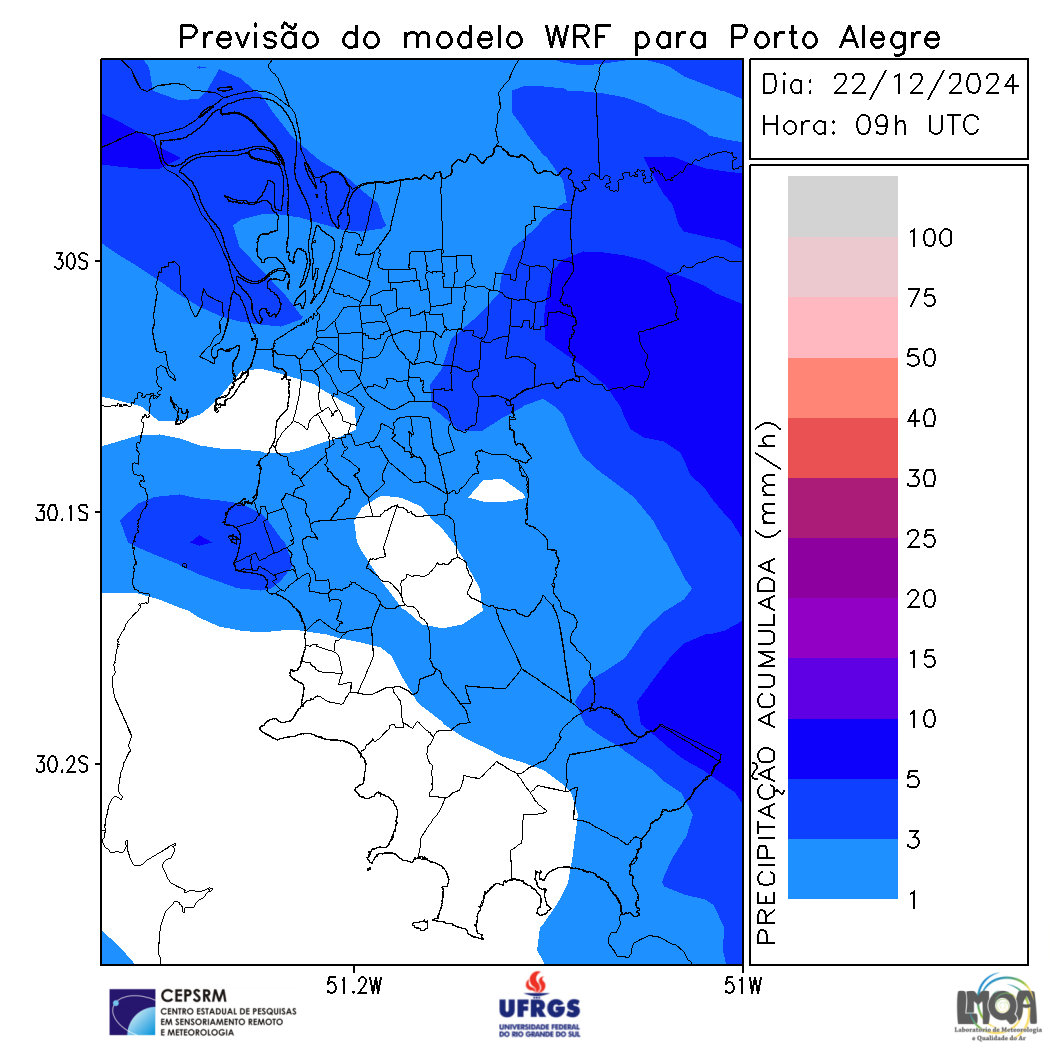 Previsão do modelo WRF para Porto Alegre
Dia: 22/12/2024
Hora: 09h UTC
30S
30.1S
30.2S
51.2W
51W
PRECIPITAÇÃO ACUMULADA (mm/h)
100
75
50
40
30
25
20
15
10
5
3
1
CEPSRM
CENTRO ESTADUAL DE PESQUISAS
EM SENSORIAMENTO REMOTO
E METEOROLOGIA
UFRGS
UNIVERSIDADE FEDERAL
DO RIO GRANDE DO SUL
LMQA
Laboratório de Meteorologia
e Qualidade do Ar